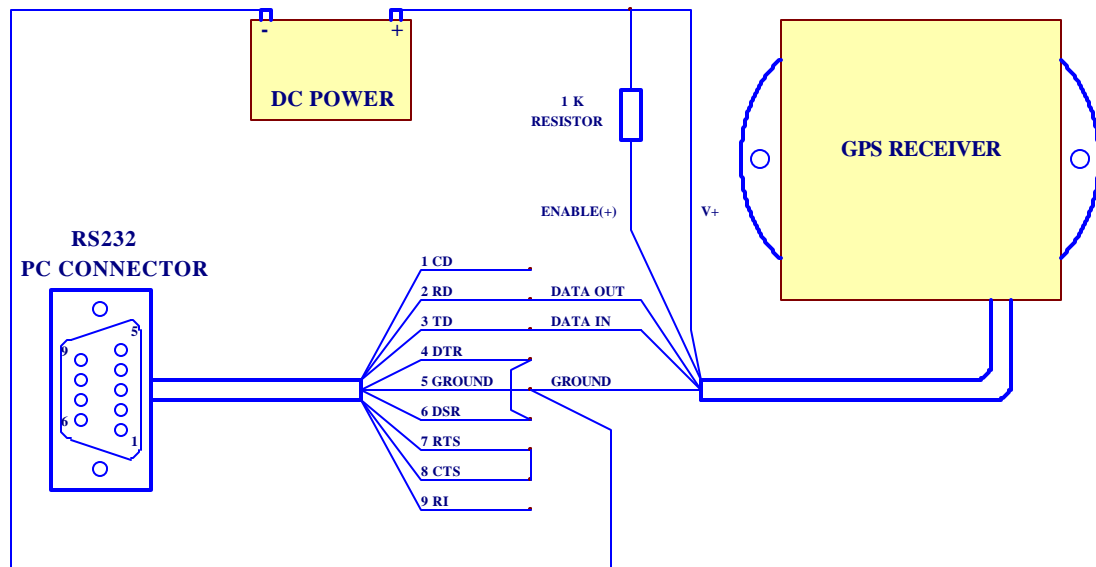 - +
DC POWER
1 K
RESISTOR
GPS RECEIVER
ENABLE(+)
V+
RS232
PC CONNECTOR
1 CD
2 RD
DATA OUT
3 TD
DATA IN
4 DTR
5 GROUND
GROUND
6 DSR
7 RTS
8 CTS
9 RI
5
9
6
1